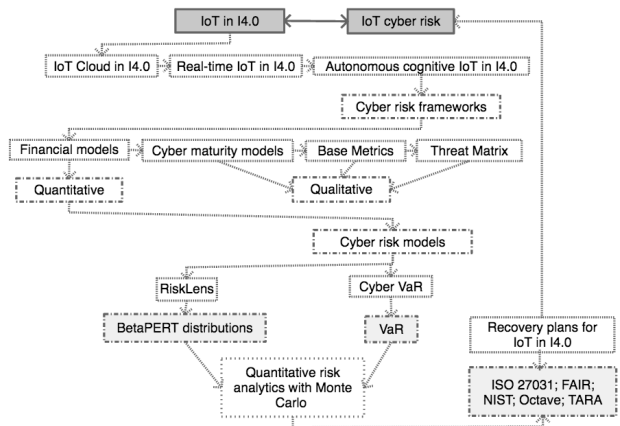 IoT in I4.0
IoT cyber risk
IoT Cloud in I4.0
Real-time IoT in I4.0
Autonomous cognitive IoT in I4.0
Cyber risk frameworks
Financial models
Cyber maturity models
Base Metrics
Threat Matrix
Quantitative
Qualitative
Cyber risk models
RiskLens
Cyber VaR
BetaPERT distributions
VaR
Recovery plans for
IoT in I4.0
Quantitative risk
analytics with Monte
Carlo
ISO 27031; FAIR;
NIST; Octave; TARA